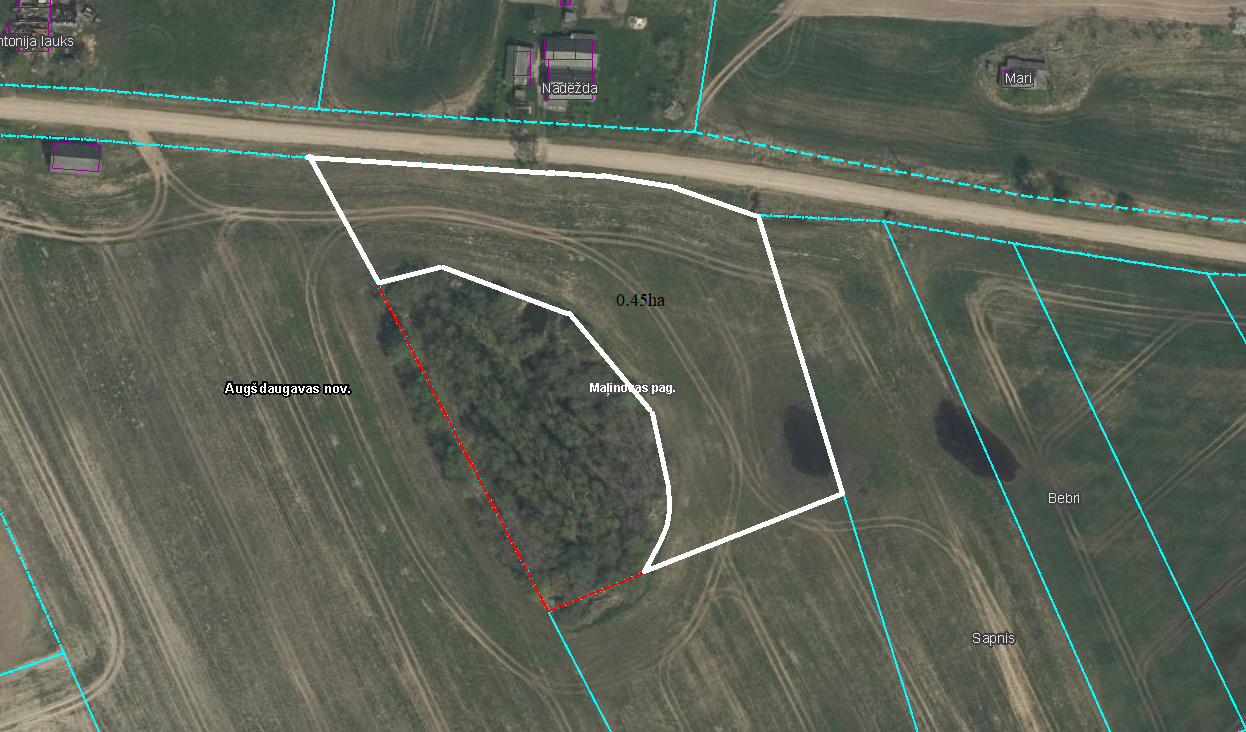 ntonija lauks
Nadežda
Mari
0.45ha
Augšdaugavas nov.
Maļinovas pag.
Bebri
Sapnis